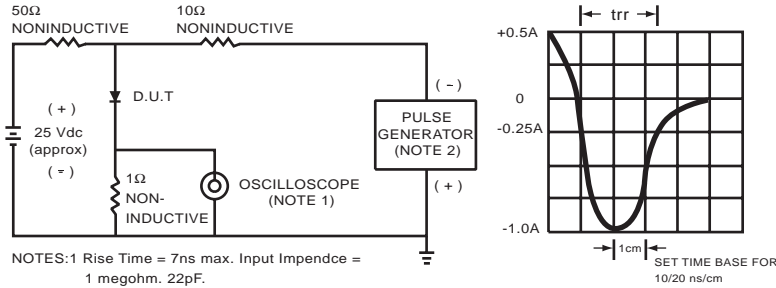 50Ω
NONINDUCTIVE
10Ω
NONINDUCTIVE
trr
+0.5A
0
-0.25A
-1.0A
D.U.T
( + )
25 Vdc
(approx)
( - )
( - )
PULSE
GENERATOR
(NOTE 2)
( + )
1Ω
NON-
INDUCTIVE
OSCILLOSCOPE
(NOTE 1)
1cm
SET TIME BASE FOR
10/20 ns/cm
NOTES:1 Rise Time = 7ns max. Input Impendce =
1 megohm. 22pF.